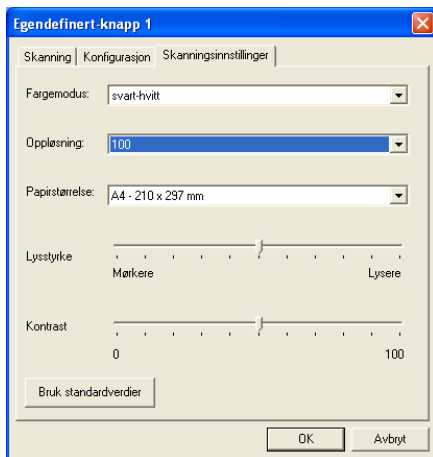 Egendefinert-knapp 1
Skanning Konfigurasjon Skanningsinnstillinger
Fargemodus: svart-hvitt
Oppløsning: 100
Papirstørrelse: A4 - 210 x 297 mm
Lysstyrke
Mørkere Lysere
Kontrast
0 100
Bruk standardverdier
OK Avbryt